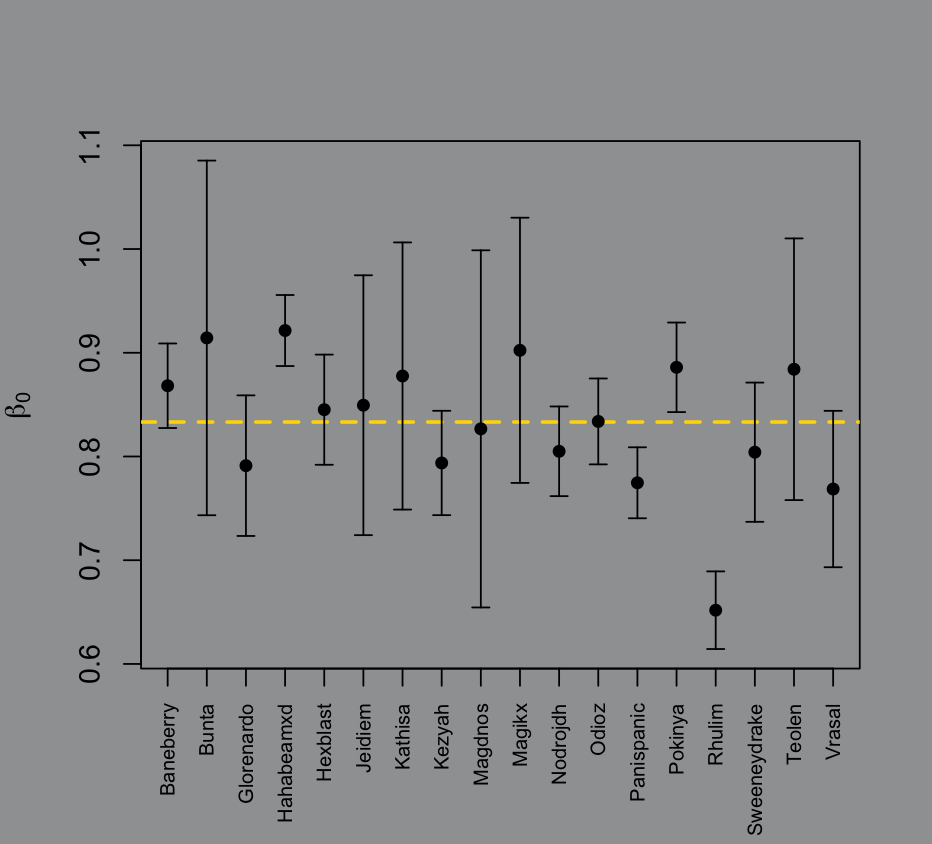 β0
1.1
1.0
0.9
0.8
0.7
0.6
Baneberry
Bunta
Glorenardo
Hahabeamxd
Hexblast
Jeidiem
Kathisa
Kezyah
Magdnos
Magikx
Nodrojdh
Odioz
Panispanic
Pokinya
Rhulim
Sweeneydrake
Teolen
Vrasal